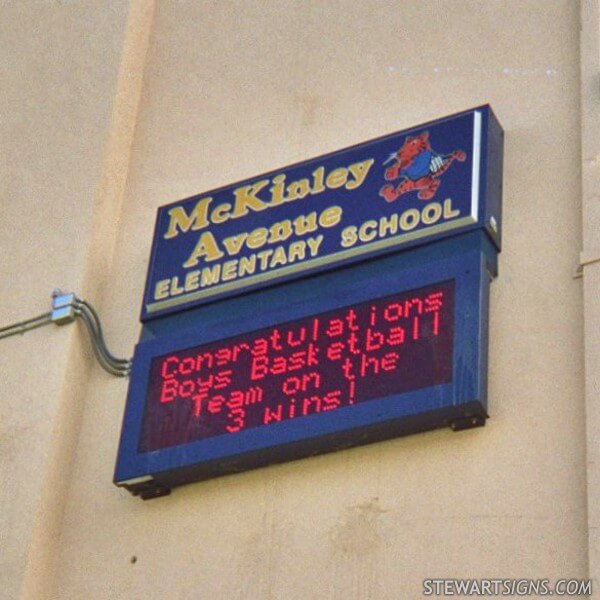 McKinley
Avenue
ELEMENTARY SCHOOL
Congratulations
Boys Basketball
Team on the
3 wins!
STEWARTSIGNS.COM